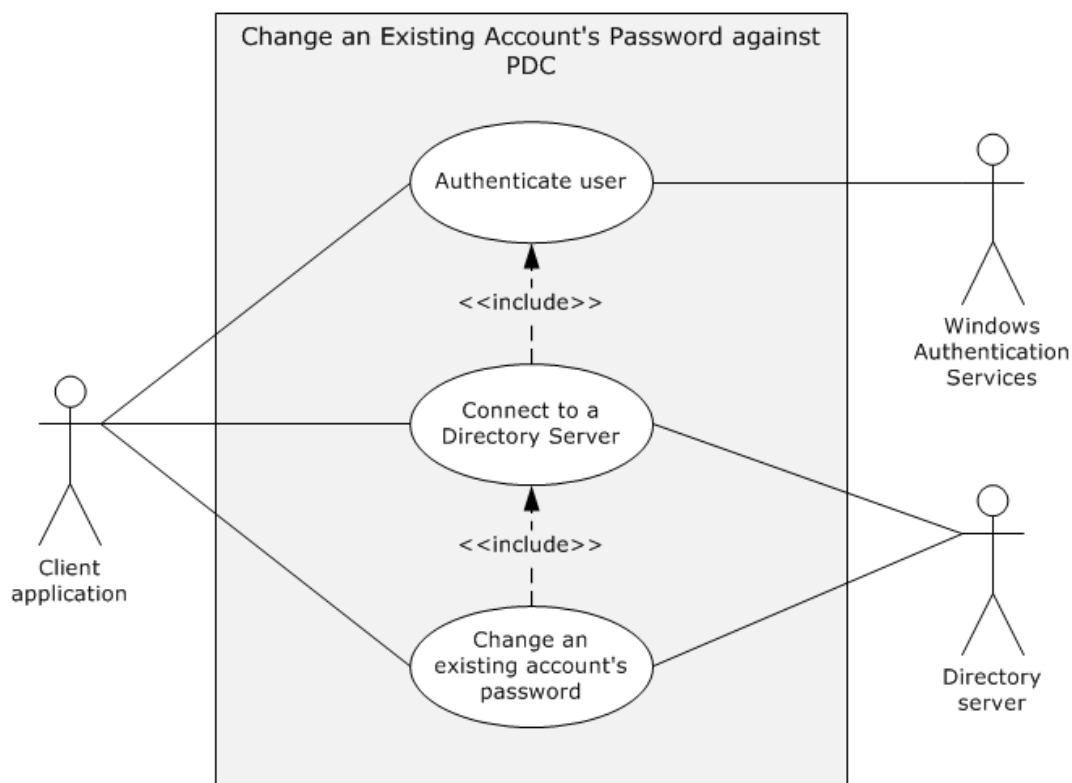 Change an Existing Account's Password against
PDC
Authenticate user
<<include>>
Windows
Authentication
Services
Connect to a
Directory Server
Client
application
<<include>>
Change an
existing account's
password
Directory
server